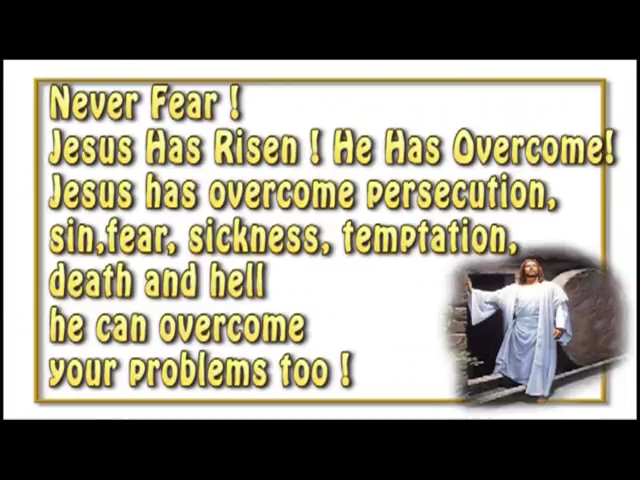 Never Fear !
Jesus Has Risen ! He Has Overcome!
Jesus has overcome persecution,
sin,fear, sickness, temptation,
death and hell
he can overcome
your problems too !